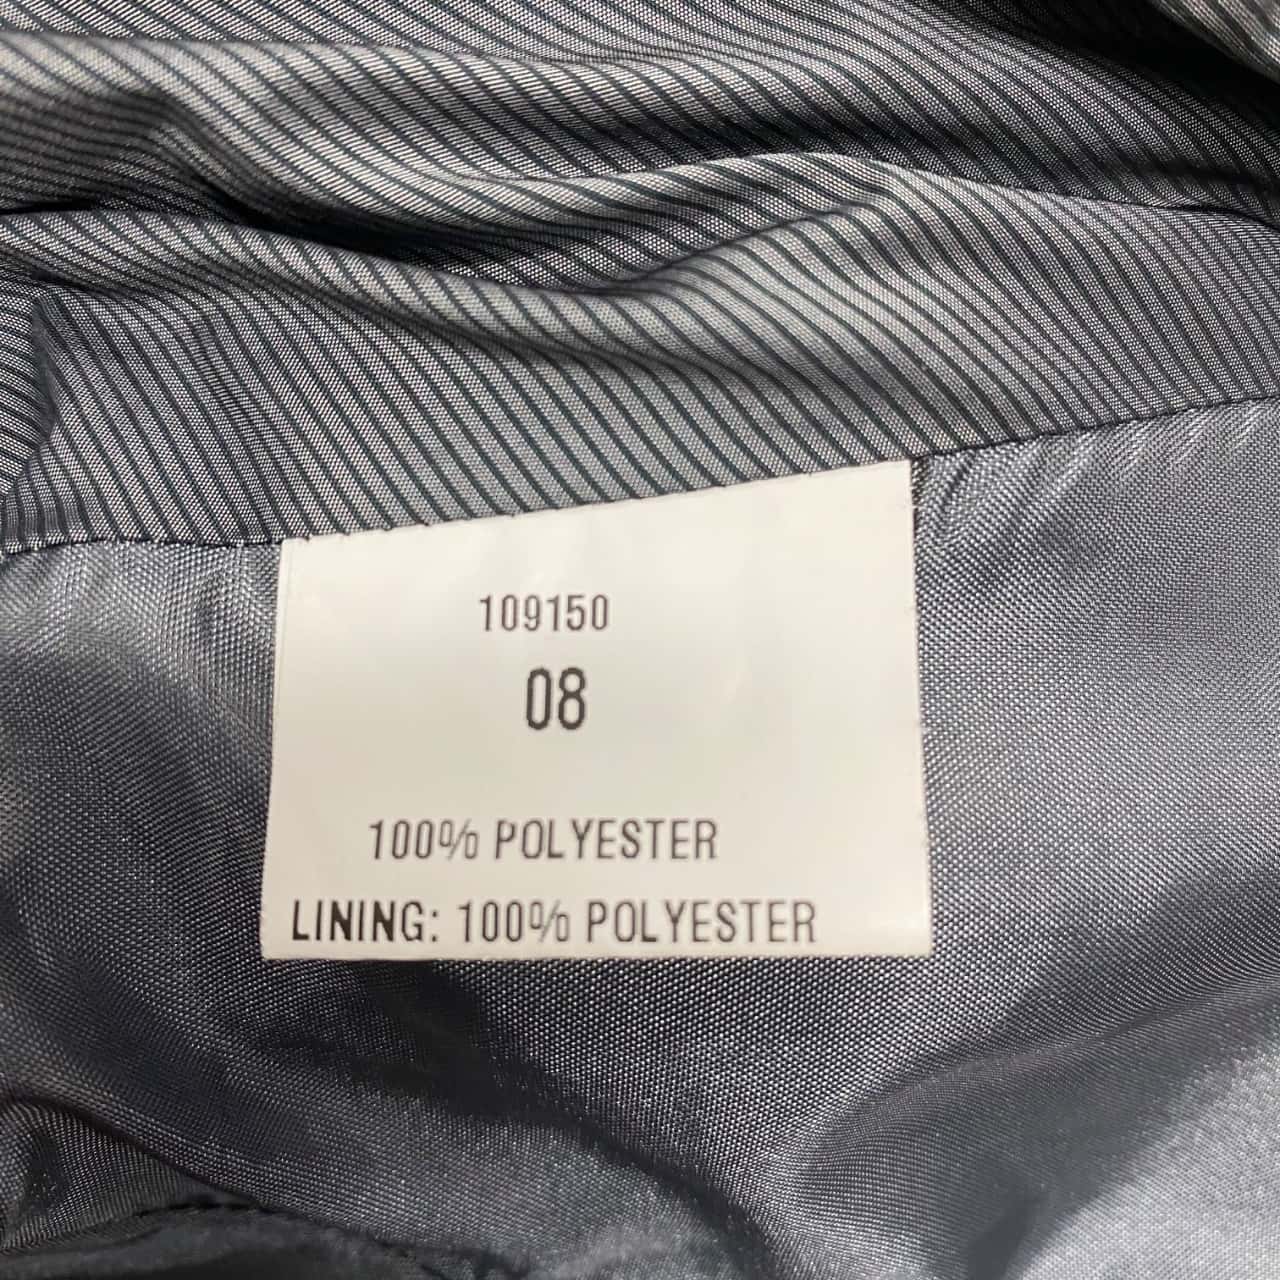 109150
08
100% POLYESTER
LINING: 100% POLYESTER